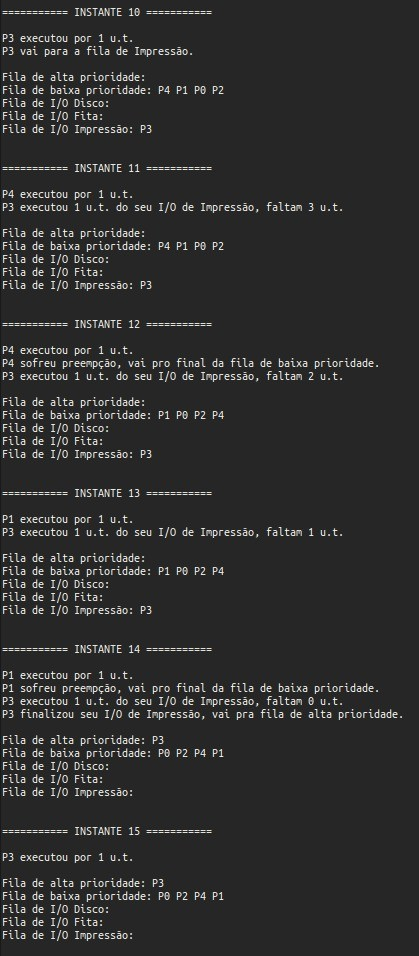 =========== INSTANTE 10 ===========
P3 executou por 1 u.t.
P3 vai para a fila de Impressão.
Fila de alta prioridade:
Fila de baixa prioridade: P4 P1 P0 P2
Fila de I/O Disco:
Fila de I/O Fita:
Fila de I/O Impressão: P3
=========== INSTANTE 11 ===========
P4 executou por 1 u.t.
P3 executou 1 u.t. do seu I/O de Impressão, faltam 3 u.t.
Fila de alta prioridade:
Fila de baixa prioridade: P4 P1 P0 P2
Fila de I/O Disco:
Fila de I/O Fita:
Fila de I/O Impressão: P3
=========== INSTANTE 12 ===========
P4 executou por 1 u.t.
P4 sofreu preempção, vai pro final da fila de baixa prioridade.
P3 executou 1 u.t. do seu I/O de Impressão, faltam 2 u.t.
Fila de alta prioridade:
Fila de baixa prioridade: P1 P0 P2 P4
Fila de I/O Disco:
Fila de I/O Fita:
Fila de I/O Impressão: P3
=========== INSTANTE 13 ===========
P1 executou por 1 u.t.
P3 executou 1 u.t. do seu I/O de Impressão, faltam 1 u.t.
Fila de alta prioridade:
Fila de baixa prioridade: P1 P0 P2 P4
Fila de I/O Disco:
Fila de I/O Fita:
Fila de I/O Impressão: P3
=========== INSTANTE 14 ===========
P1 executou por 1 u.t.
P1 sofreu preempção, vai pro final da fila de baixa prioridade.
P3 executou 1 u.t. do seu I/O de Impressão, faltam 0 u.t.
P3 finalizou seu I/O de Impressão, vai pra fila de alta prioridade.
Fila de alta prioridade: P3
Fila de baixa prioridade: P0 P2 P4 P1
Fila de I/O Disco:
Fila de I/O Fita:
Fila de I/O Impressão:
=========== INSTANTE 15 ===========
P3 executou por 1 u.t.
Fila de alta prioridade: P3
Fila de baixa prioridade: P0 P2 P4 P1
Fila de I/O Disco:
Fila de I/O Fita:
Fila de I/O Impressão: